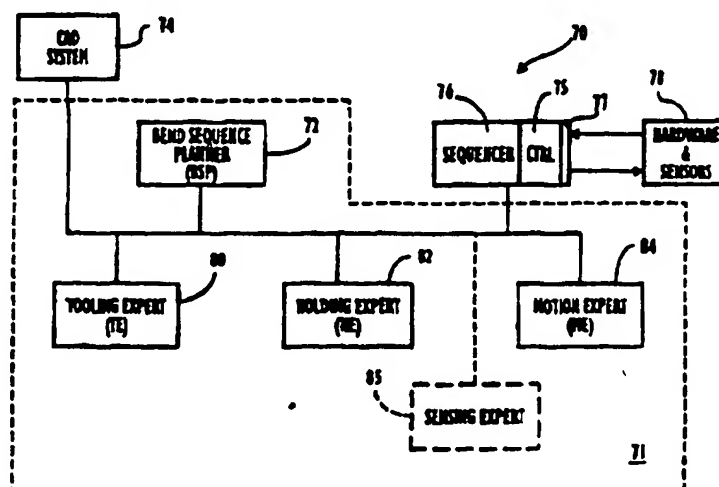 CAD
SYSTEM
74
70
76
75
77
78
BEND SEQUENCE
PLANNER
(BSP)
72
SEQUENCER
CTRL
HARDWARE
&
SENSORS
80
82
84
TOOLING EXPERT
(TE)
HOLDING EXPERT
(HE)
MOTION EXPERT
(ME)
85
SENSING EXPERT
71